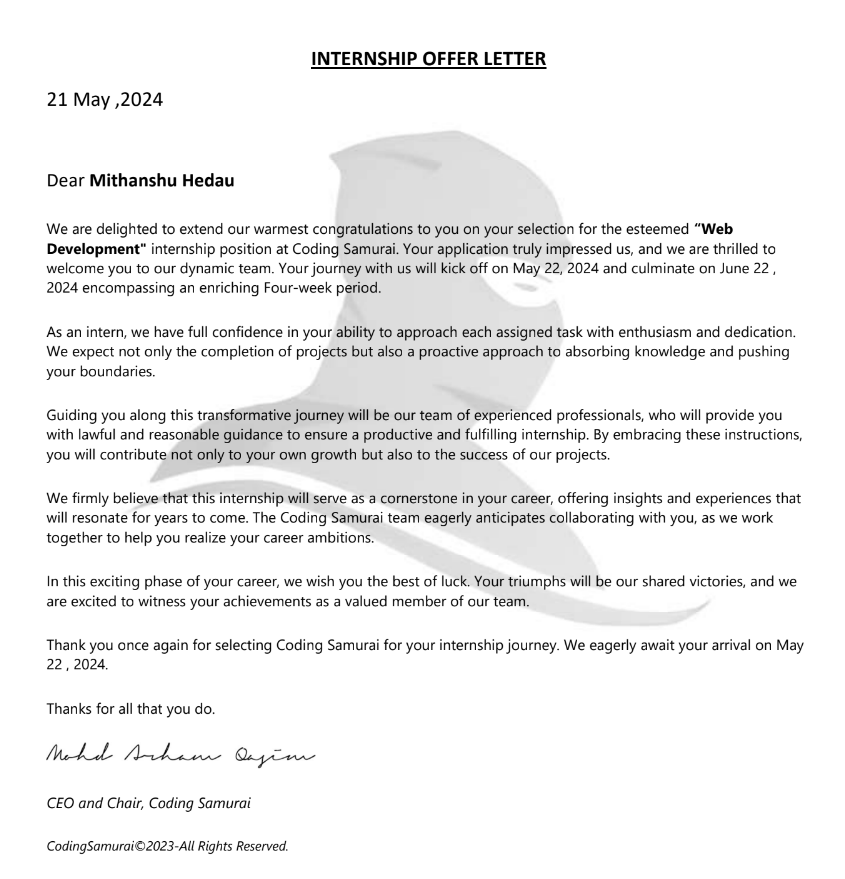 INTERNSHIP OFFER LETTER
21 May ,2024
Dear Mithanshu Hedau
We are delighted to extend our warmest congratulations to you on your selection for the esteemed “Web
Development" internship position at Coding Samurai. Your application truly impressed us, and we are thrilled to
welcome you to our dynamic team. Your journey with us will kick off on May 22, 2024 and culminate on June 22 ,
2024 encompassing an enriching Four-week period.
As an intern, we have full confidence in your ability to approach each assigned task with enthusiasm and dedication.
We expect not only the completion of projects but also a proactive approach to absorbing knowledge and pushing
your boundaries.
Guiding you along this transformative journey will be our team of experienced professionals, who will provide you
with lawful and reasonable guidance to ensure a productive and fulfilling internship. By embracing these instructions,
you will contribute not only to your own growth but also to the success of our projects.
We firmly believe that this internship will serve as a cornerstone in your career, offering insights and experiences that
will resonate for years to come. The Coding Samurai team eagerly anticipates collaborating with you, as we work
together to help you realize your career ambitions.
In this exciting phase of your career, we wish you the best of luck. Your triumphs will be our shared victories, and we
are excited to witness your achievements as a valued member of our team.
Thank you once again for selecting Coding Samurai for your internship journey. We eagerly await your arrival on May
22 , 2024.
Thanks for all that you do.
Mohd Arham Qazim
CEO and Chair, Coding Samurai
CodingSamurai©2023-All Rights Reserved.